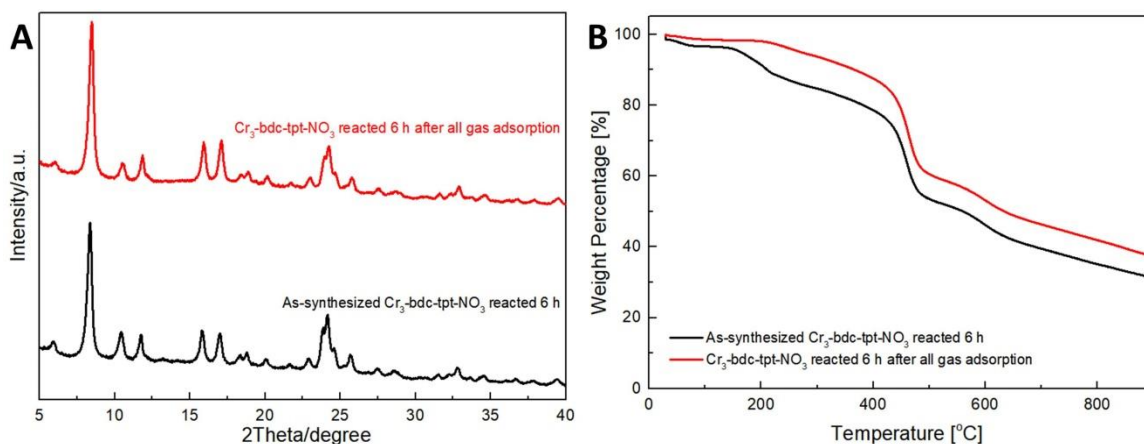 A
Intensity/a.u.
Cr₃-bdc-tpt-NO₃ reacted 6 h after all gas adsorption
As-synthesized Cr₃-bdc-tpt-NO₃ reacted 6 h
5 10 15 20 25 30 35 40
2Theta/degree
B
Weight Percentage [%]
100
80
60
40
20
0
As-synthesized Cr₃-bdc-tpt-NO₃ reacted 6 h
Cr₃-bdc-tpt-NO₃ reacted 6 h after all gas adsorption
0 200 400 600 800
Temperature [°C]